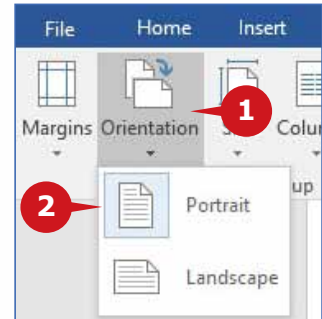 File Home Insert
Margins Orientation
1
2
Portrait
Landscape